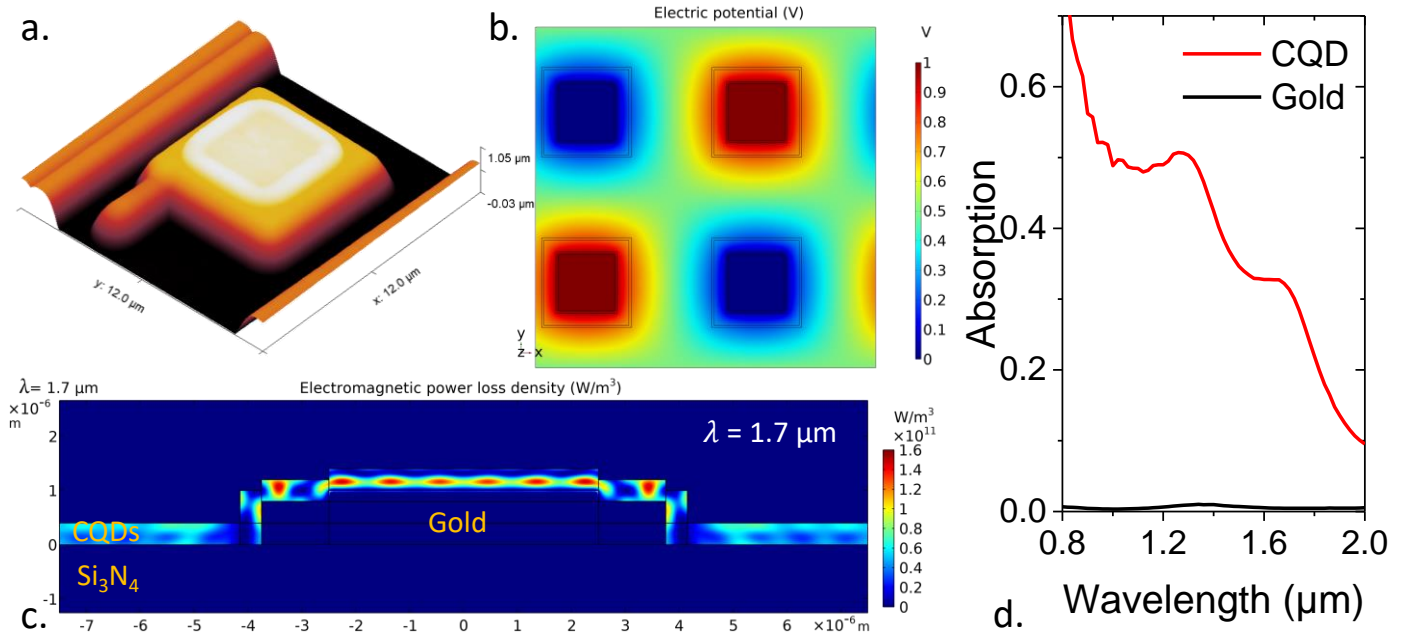 a.
1.05 µm
-0.03 µm
y: 12.0 µm
x: 12.0 µm
b.
Electric potential (V)
V
1
0.9
0.8
0.7
0.6
0.5
0.4
0.3
0.2
0.1
0
y
z x
λ= 1.7 µm
Electromagnetic power loss density (W/m³)
×10⁻⁶
m
2
1
0
-1
λ = 1.7 µm
CQDs
Gold
Si₃N₄
W/m³
×10¹¹
1.6
1.4
1.2
1
0.8
0.6
0.4
0.2
0
c.
-7 -6 -5 -4 -3 -2 -1 0 1 2 3 4 5 6 ×10⁻⁶m
CQD
Gold
Absorption
0.6
0.4
0.2
0.0
0.8 1.2 1.6 2.0
Wavelength (µm)
d.